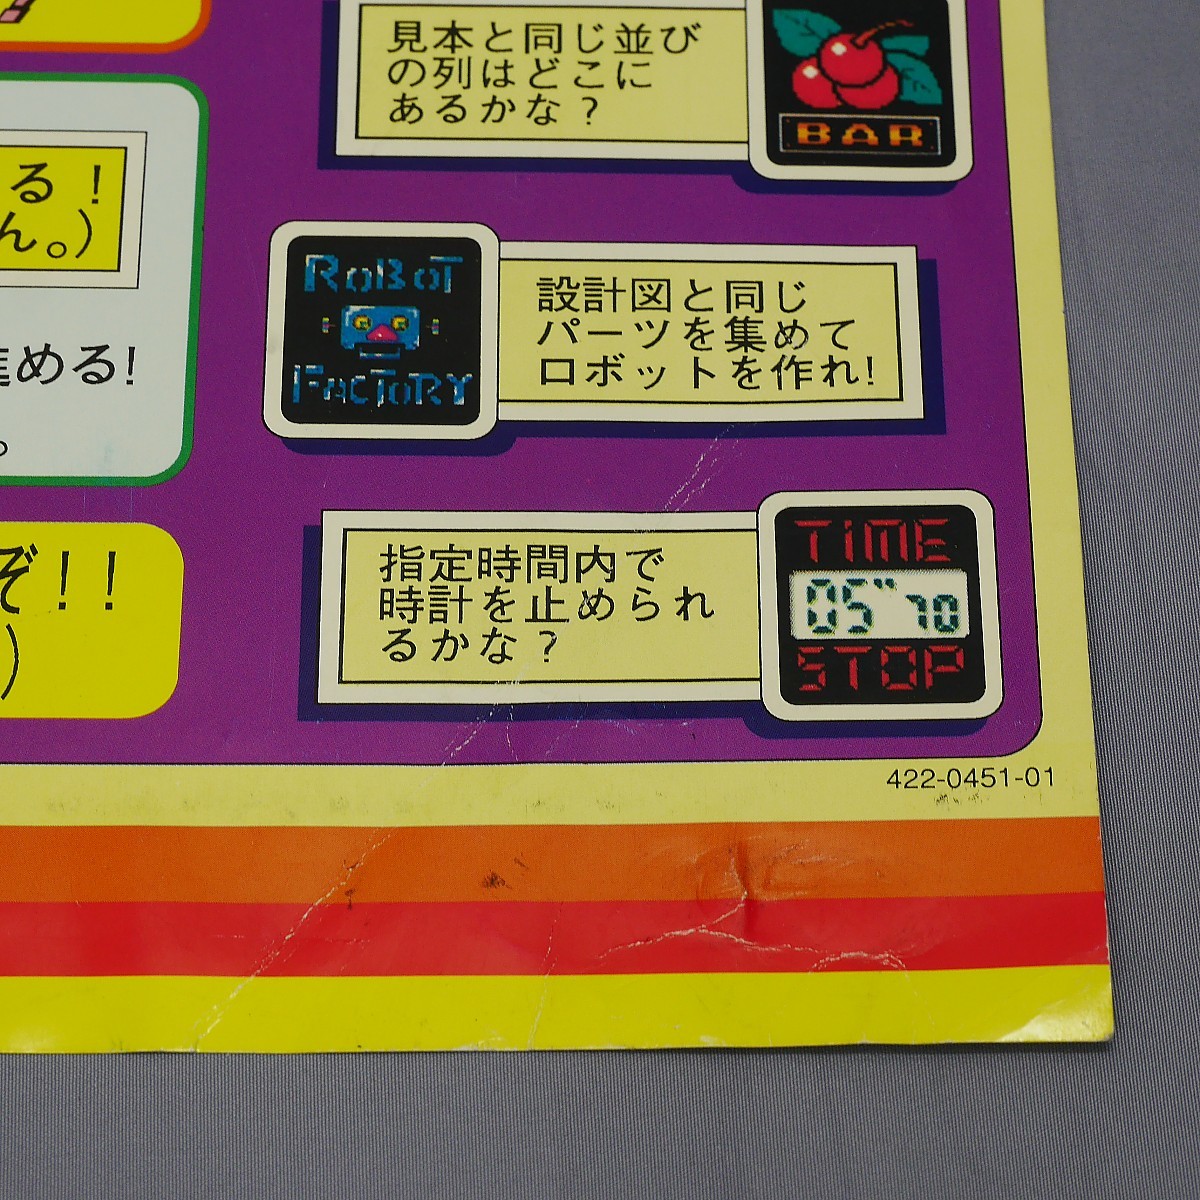 見本と同じ並び
の列はどこに
あるかな？
BAR
る！
ん。）
める!
。
ROBOT
FACTORY
設計図と同じ
パーツを集めて
ロボットを作れ!
ぞ！！
）
指定時間内で
時計を止められ
るかな？
TIME
05"70
STOP
422-0451-01